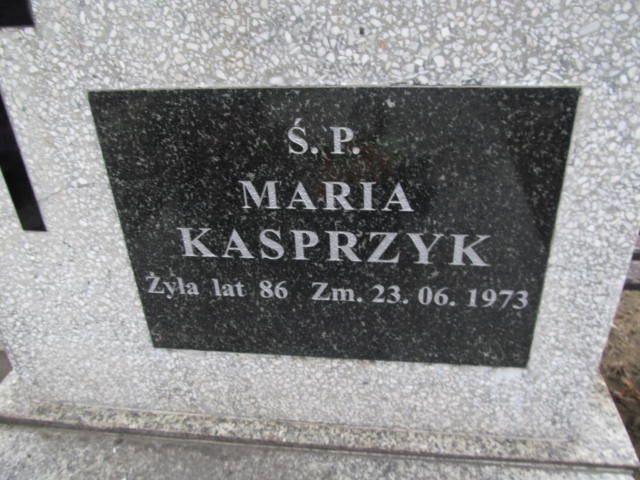 Ś. P.
MARIA
KASPRZYK
Żyła lat 86 Zm. 23. 06. 1973